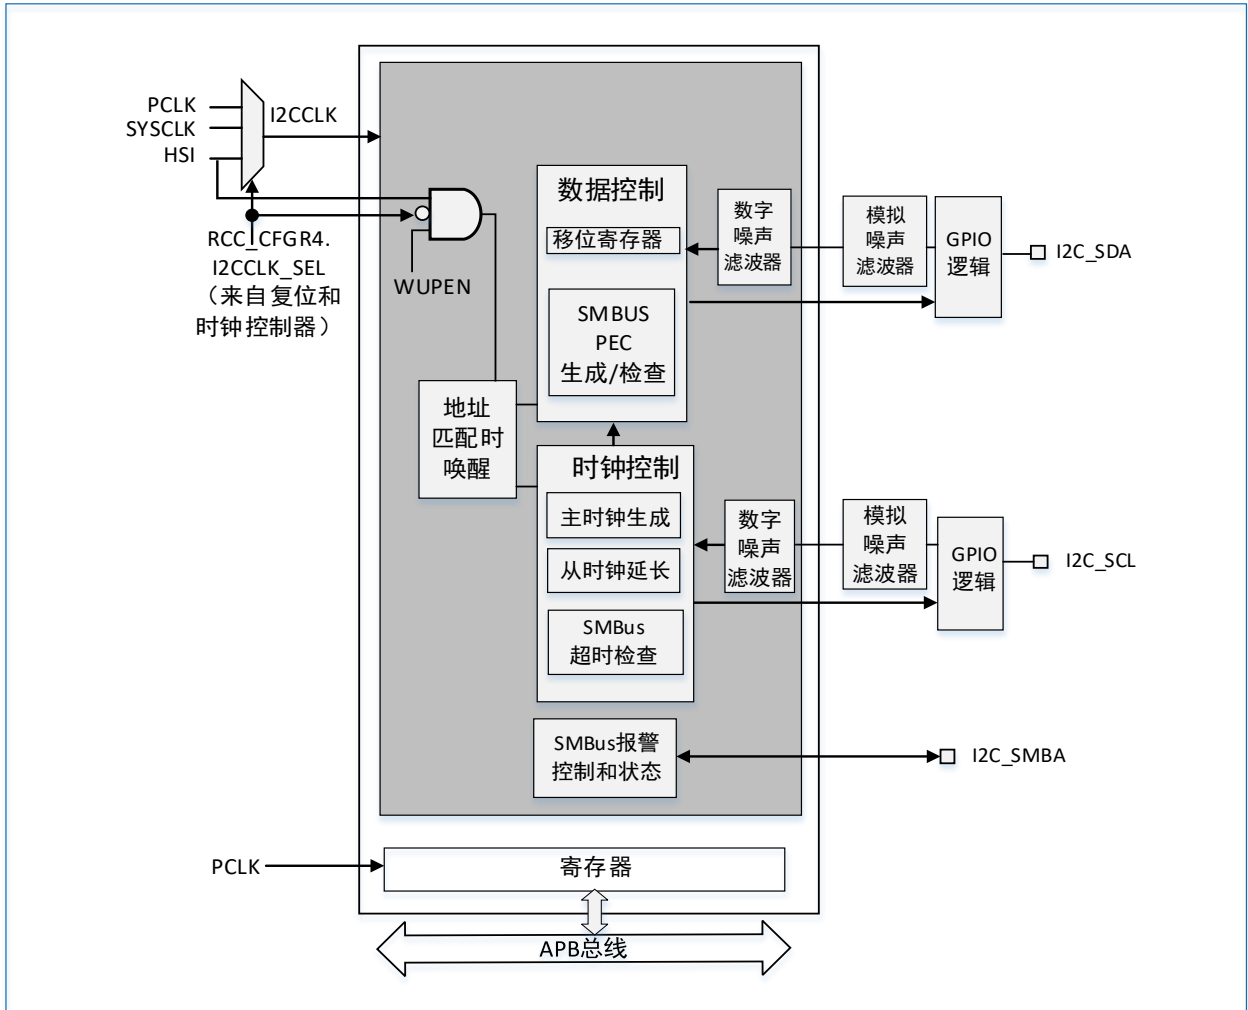 PCLK
SYSCLK
HSI
I2CCLK
RCC_CFGR4.
I2CCLK_SEL
（来自复位和
时钟控制器）
WUPEN
数据控制
移位寄存器
SMBUS
PEC
生成/检查
数字
噪声
滤波器
模拟
噪声
滤波器
GPIO
逻辑
I2C_SDA
地址
匹配时
唤醒
时钟控制
主时钟生成
从时钟延长
SMBus
超时检查
数字
噪声
滤波器
模拟
噪声
滤波器
GPIO
逻辑
I2C_SCL
SMBus报警
控制和状态
I2C_SMBA
PCLK
寄存器
APB总线